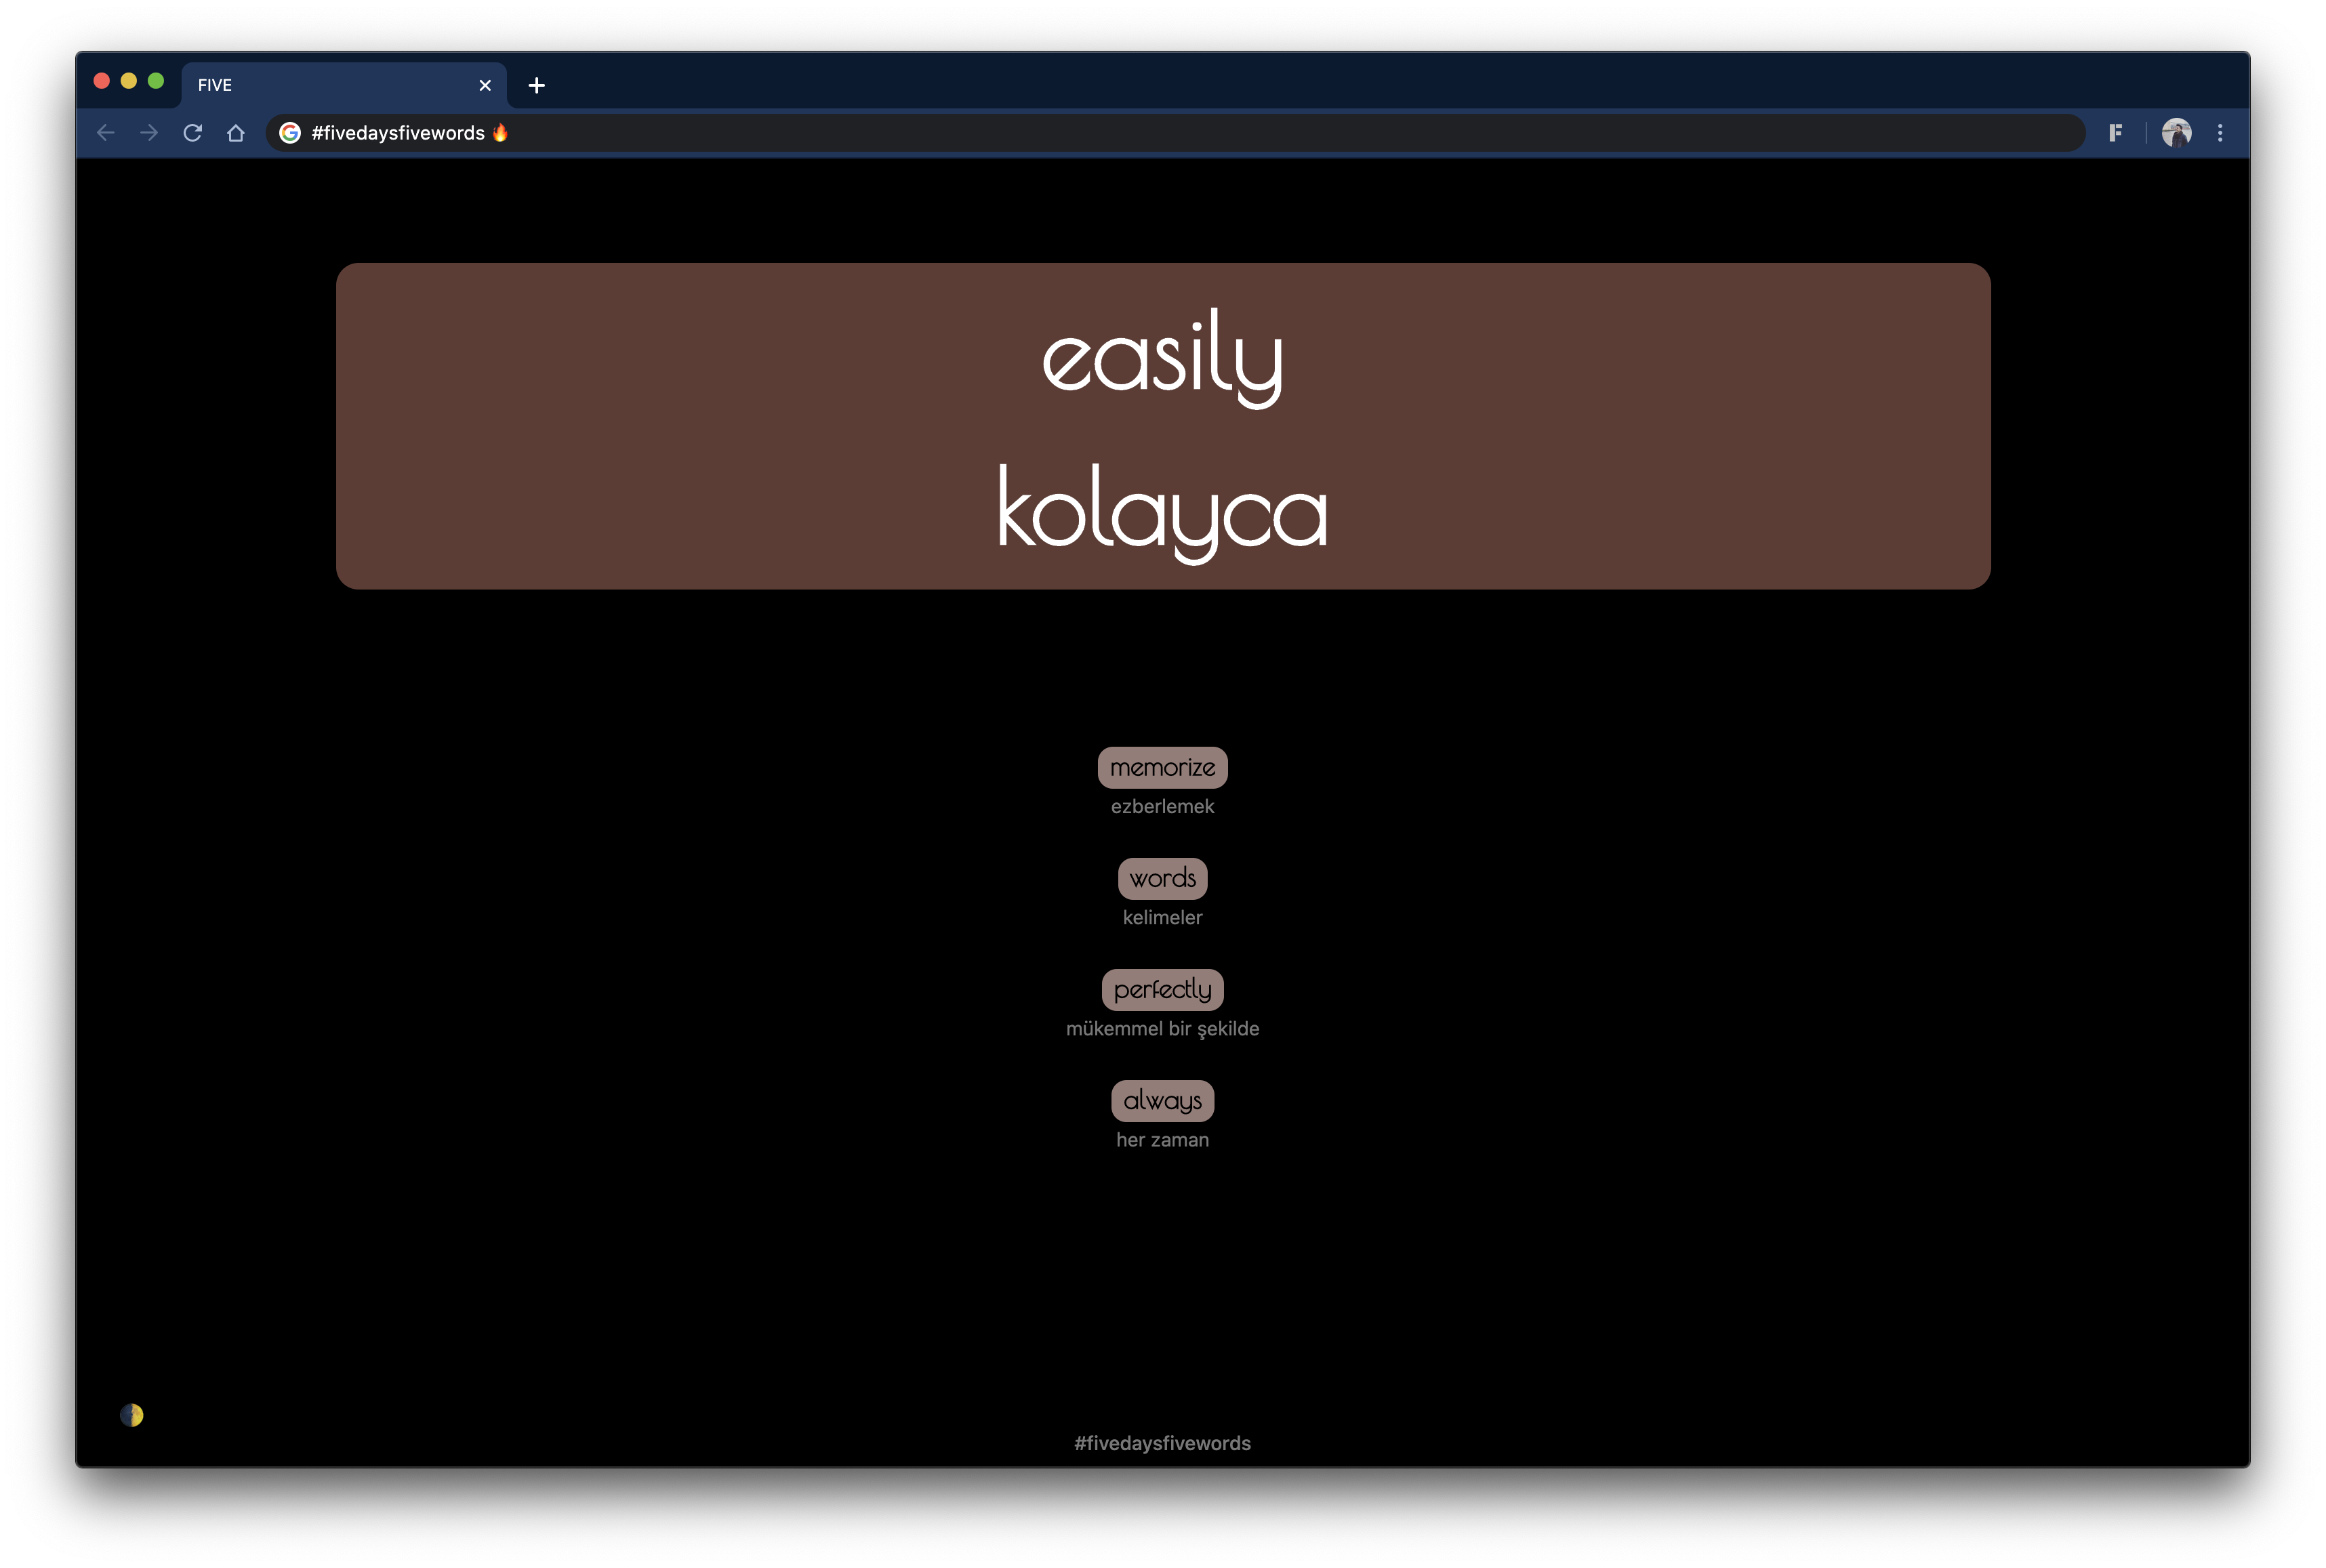 FIVE
#fivedaysfivewords 🔥
easily
kolayca
memorize
ezberlemek
words
kelimeler
perfectly
mükemmel bir şekilde
always
her zaman
#fivedaysfivewords